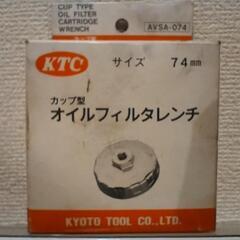 CUP TYPE
OIL FILTER
CARTRIDGE
WRENCH
AVSA-074
KTC
サイズ 74mm
カップ型
オイルフィルタレンチ
KYOTO TOOL CO.,LTD.